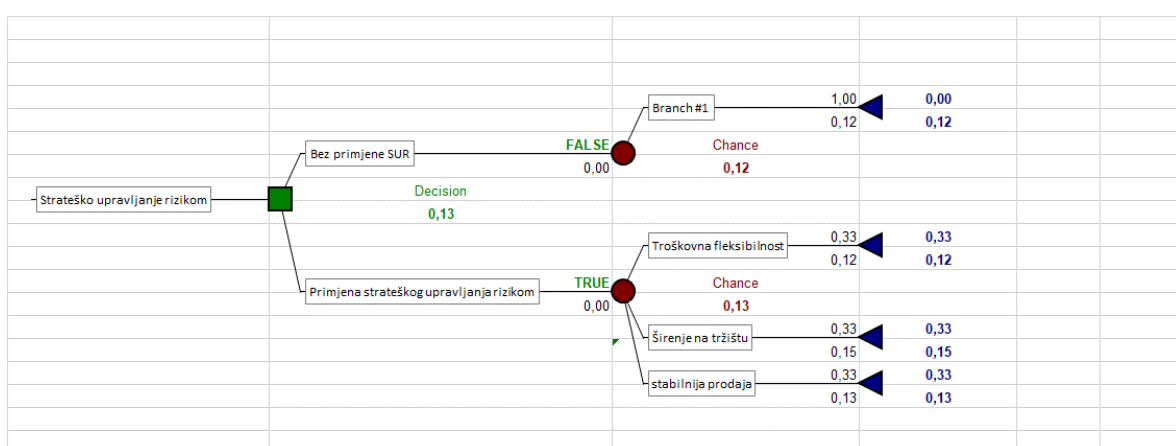 1,00 0,00
Branch #1
0,12 0,12
FALSE Chance
Bez primjene SUR
0,00 0,12
Decision
Strateško upravljanje rizikom
0,13
0,33 0,33
Troškovna fleksibilnost
0,12 0,12
TRUE Chance
Primjena strateškog upravljanja rizikom
0,00 0,13
0,33 0,33
Širenje na tržištu
0,15 0,15
0,33 0,33
stabilnija prodaja
0,13 0,13